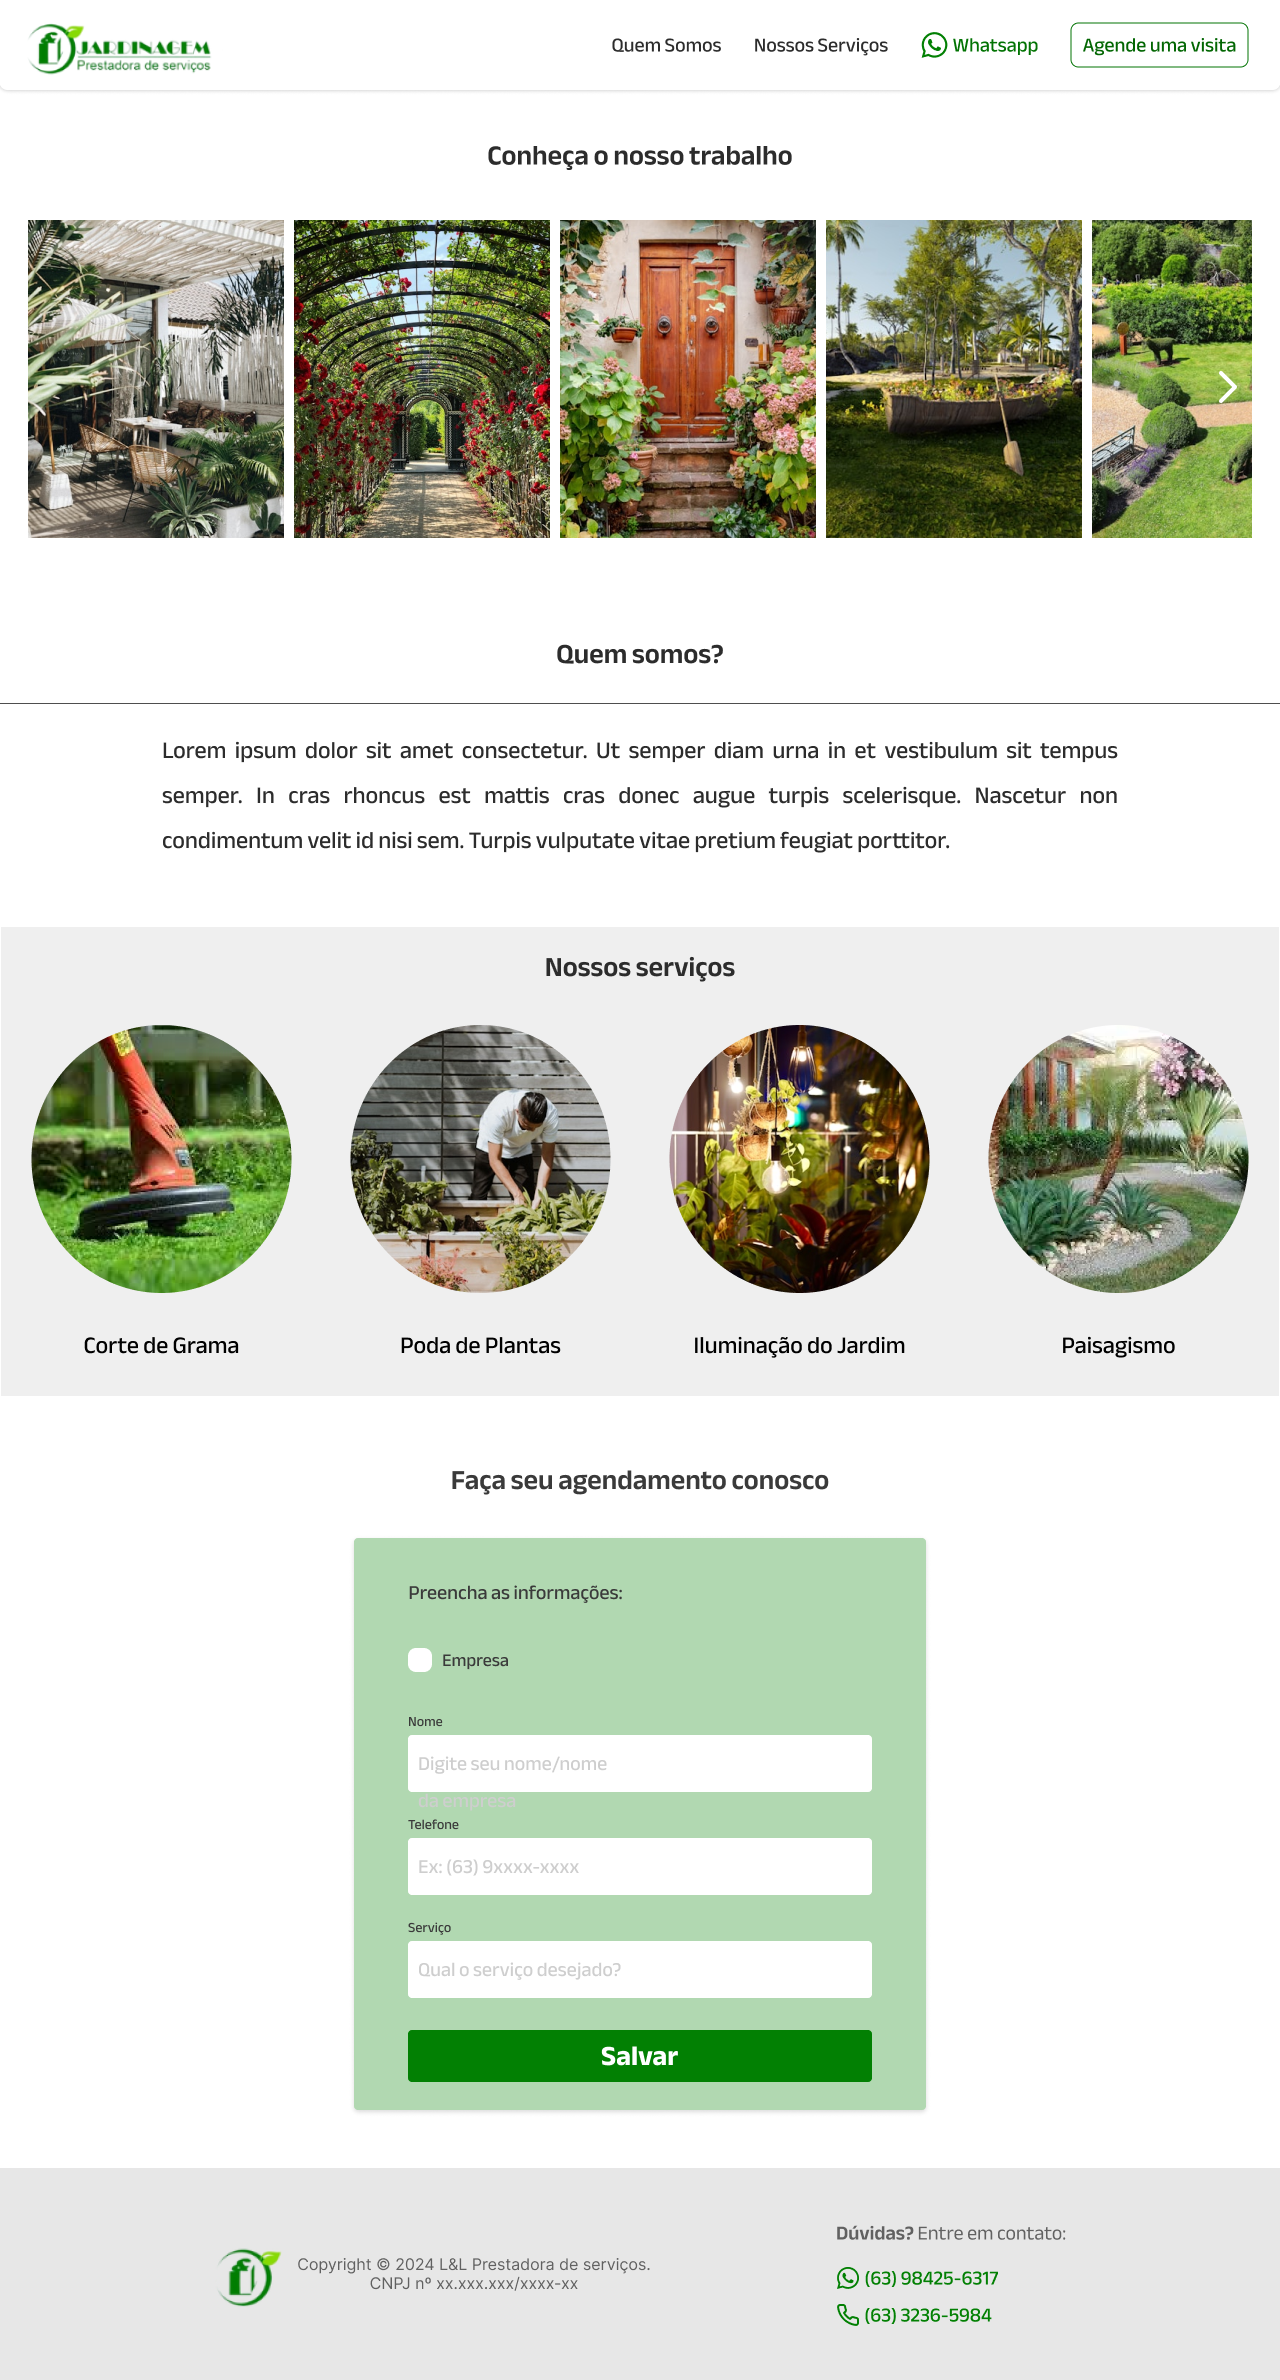 JARDINAGEM
Prestadora de serviços
Quem Somos
Nossos Serviços
Whatsapp
Agende uma visita
Conheça o nosso trabalho
Quem somos?
Lorem ipsum dolor sit amet consectetur. Ut semper diam urna in et vestibulum sit tempus
semper. In cras rhoncus est mattis cras donec augue turpis scelerisque. Nascetur non
condimentum velit id nisi sem. Turpis vulputate vitae pretium feugiat porttitor.
Nossos serviços
Corte de Grama
Poda de Plantas
Iluminação do Jardim
Paisagismo
Faça seu agendamento conosco
Preencha as informações:
Empresa
Nome
Digite seu nome/nome
da empresa
Telefone
Ex: (63) 9xxxx-xxxx
Serviço
Qual o serviço desejado?
Salvar
Copyright © 2024 L&L Prestadora de serviços.
CNPJ nº xx.xxx.xxx/xxxx-xx
Dúvidas? Entre em contato:
(63) 98425-6317
(63) 3236-5984